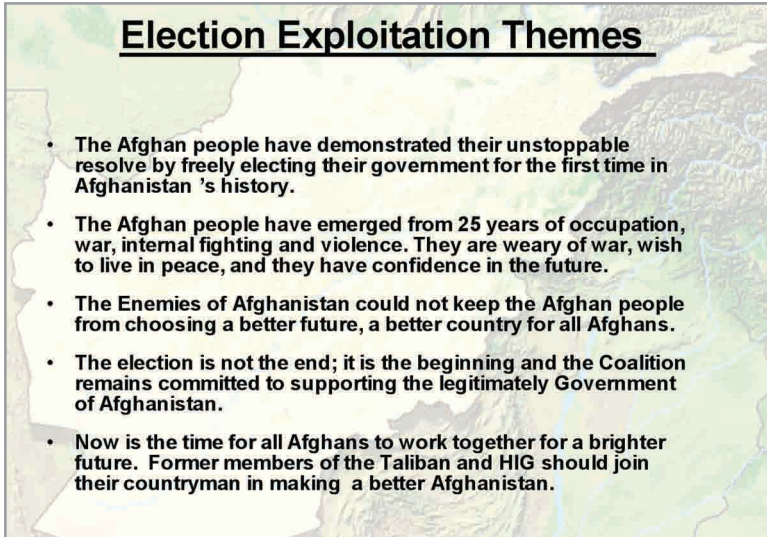 Election Exploitation Themes
• The Afghan people have demonstrated their unstoppable
resolve by freely electing their government for the first time in
Afghanistan ’s history.
• The Afghan people have emerged from 25 years of occupation,
war, internal fighting and violence. They are weary of war, wish
to live in peace, and they have confidence in the future.
• The Enemies of Afghanistan could not keep the Afghan people
from choosing a better future, a better country for all Afghans.
• The election is not the end; it is the beginning and the Coalition
remains committed to supporting the legitimately Government
of Afghanistan.
• Now is the time for all Afghans to work together for a brighter
future.  Former members of the Taliban and HIG should join
their countryman in making  a better Afghanistan.